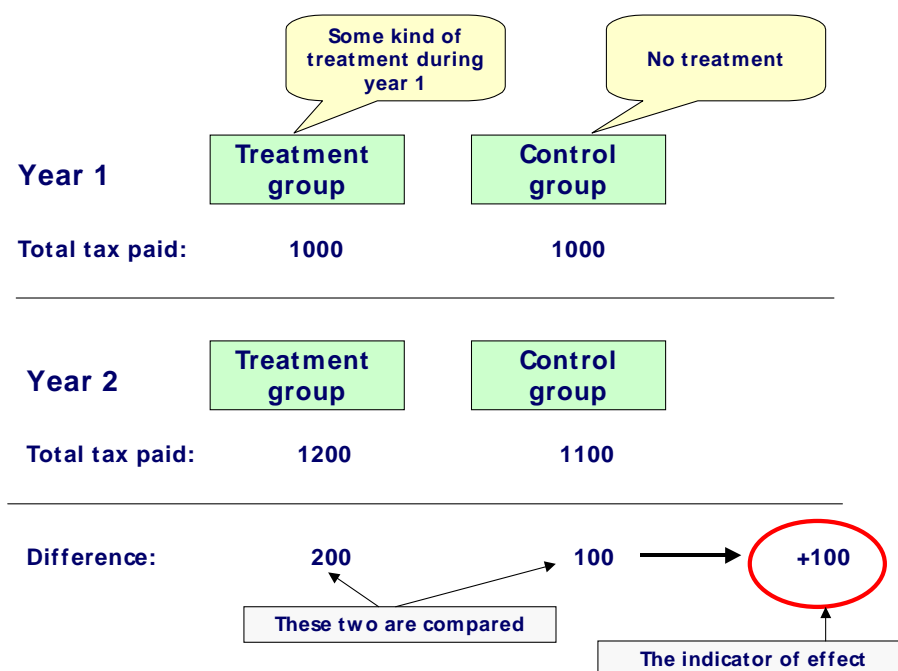 Some kind of
treatment during
year 1
No treatment
Year 1
Treatment
group
Control
group
Total tax paid: 1000 1000
Year 2
Treatment
group
Control
group
Total tax paid: 1200 1100
Difference: 200 100 +100
These two are compared
The indicator of effect